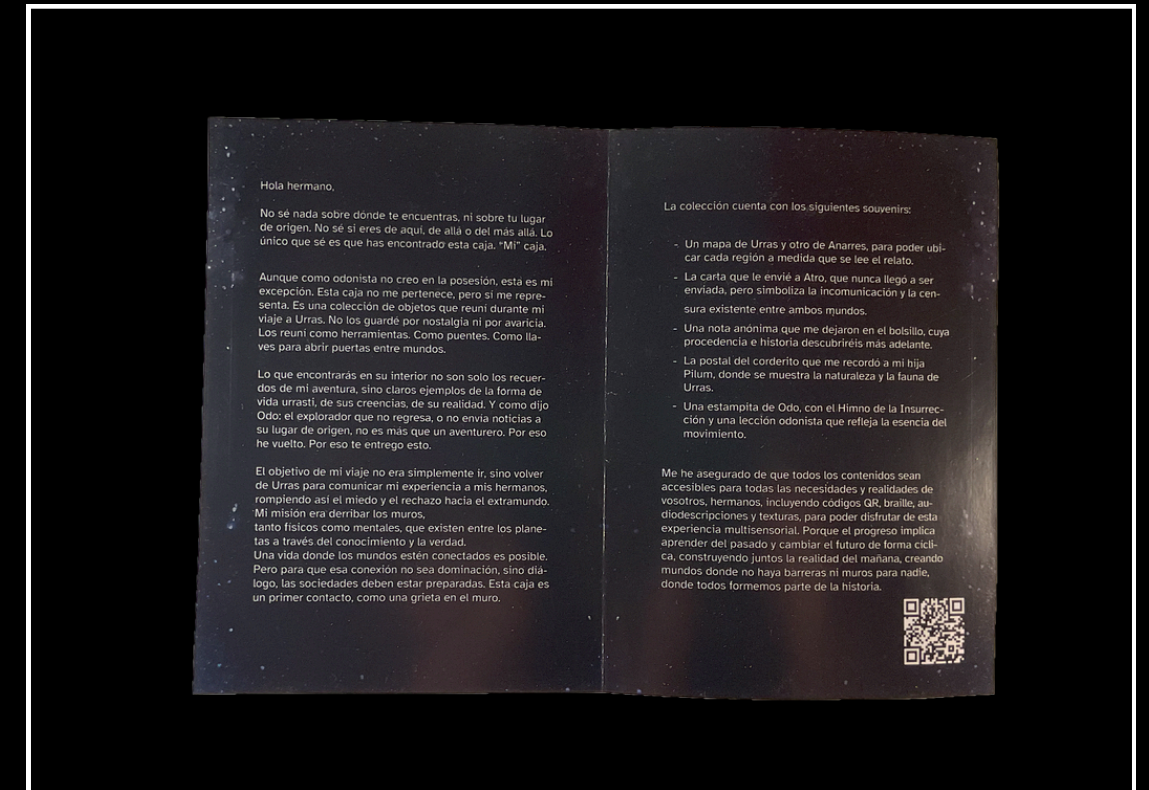 Hola hermano,
No sé nada sobre dónde te encuentras, ni sobre tu lugar
de origen. No sé si eres de aquí, de allá o del más allá. Lo
único que sé es que has encontrado esta caja. “Mi” caja.
Aunque como odonista no creo en la posesión, está es mi
excepción. Esta caja no me pertenece, pero sí me repre-
senta. Es una colección de objetos que reuní durante mi
viaje a Urras. No los guardé por nostalgia ni por avaricia.
Los reuní como herramientas. Como puentes. Como lla-
ves para abrir puertas entre mundos.
Lo que encontrarás en su interior no son solo los recuer-
dos de mi aventura, sino claros ejemplos de la forma de
vida urrasti, de sus creencias, de su realidad. Y como dijo
Odo: el explorador que no regresa, o no envía noticias a
su lugar de origen, no es más que un aventurero. Por eso
he vuelto. Por eso te entrego esto.
El objetivo de mi viaje no era simplemente ir, sino volver
de Urras para comunicar mi experiencia a mis hermanos,
rompiendo así el miedo y el rechazo hacia el extramundo.
Mi misión era derribar los muros,
tanto físicos como mentales, que existen entre los plane-
tas a través del conocimiento y la verdad.
Una vida donde los mundos estén conectados es posible.
Pero para que esa conexión no sea dominación, sino diá-
logo, las sociedades deben estar preparadas. Esta caja es
un primer contacto, como una grieta en el muro.
La colección cuenta con los siguientes souvenirs:
- Un mapa de Urras y otro de Anarres, para poder ubi-
car cada región a medida que se lee el relato.
- La carta que le envié a Atro, que nunca llegó a ser
enviada, pero simboliza la incomunicación y la cen-
sura existente entre ambos mundos.
- Una nota anónima que me dejaron en el bolsillo, cuya
procedencia e historia descubriréis más adelante.
- La postal del corderito que me recordó a mi hija
Pilum, donde se muestra la naturaleza y la fauna de
Urras.
- Una estampita de Odo, con el Himno de la Insurrec-
ción y una lección odonista que refleja la esencia del
movimiento.
Me he asegurado de que todos los contenidos sean
accesibles para todas las necesidades y realidades de
vosotros, hermanos, incluyendo códigos QR, braille, au-
diodescripciones y texturas, para poder disfrutar de esta
experiencia multisensorial. Porque el progreso implica
aprender del pasado y cambiar el futuro de forma cícli-
ca, construyendo juntos la realidad del mañana, creando
mundos donde no haya barreras ni muros para nadie,
donde todos formemos parte de la historia.